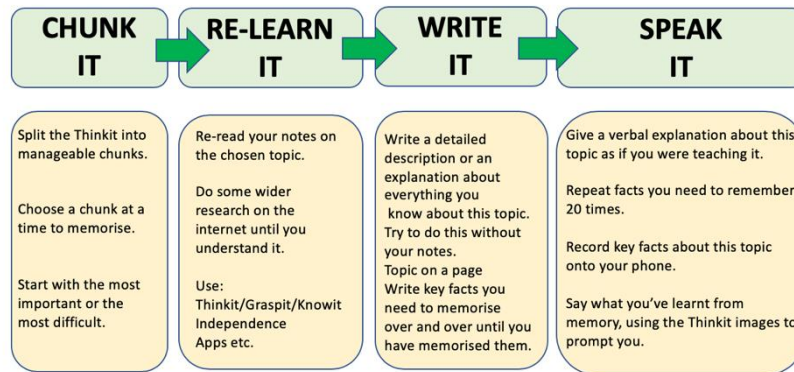 CHUNK
IT
RE-LEARN
IT
WRITE
IT
SPEAK
IT
Split the Thinkit into
manageable chunks.
Choose a chunk at a
time to memorise.
Start with the most
important or the
most difficult.
Re-read your notes on
the chosen topic.
Do some wider
research on the
internet until you
understand it.
Use:
Thinkit/Graspit/Knowit
Independence
Apps etc.
Write a detailed
description or an
explanation about
everything you
know about this topic.
Try to do this without
your notes.
Topic on a page
Write key facts you
need to memorise
over and over until you
have memorised them.
Give a verbal explanation about this
topic as if you were teaching it.
Repeat facts you need to remember
20 times.
Record key facts about this topic
onto your phone.
Say what you’ve learnt from
memory, using the Thinkit images to
prompt you.